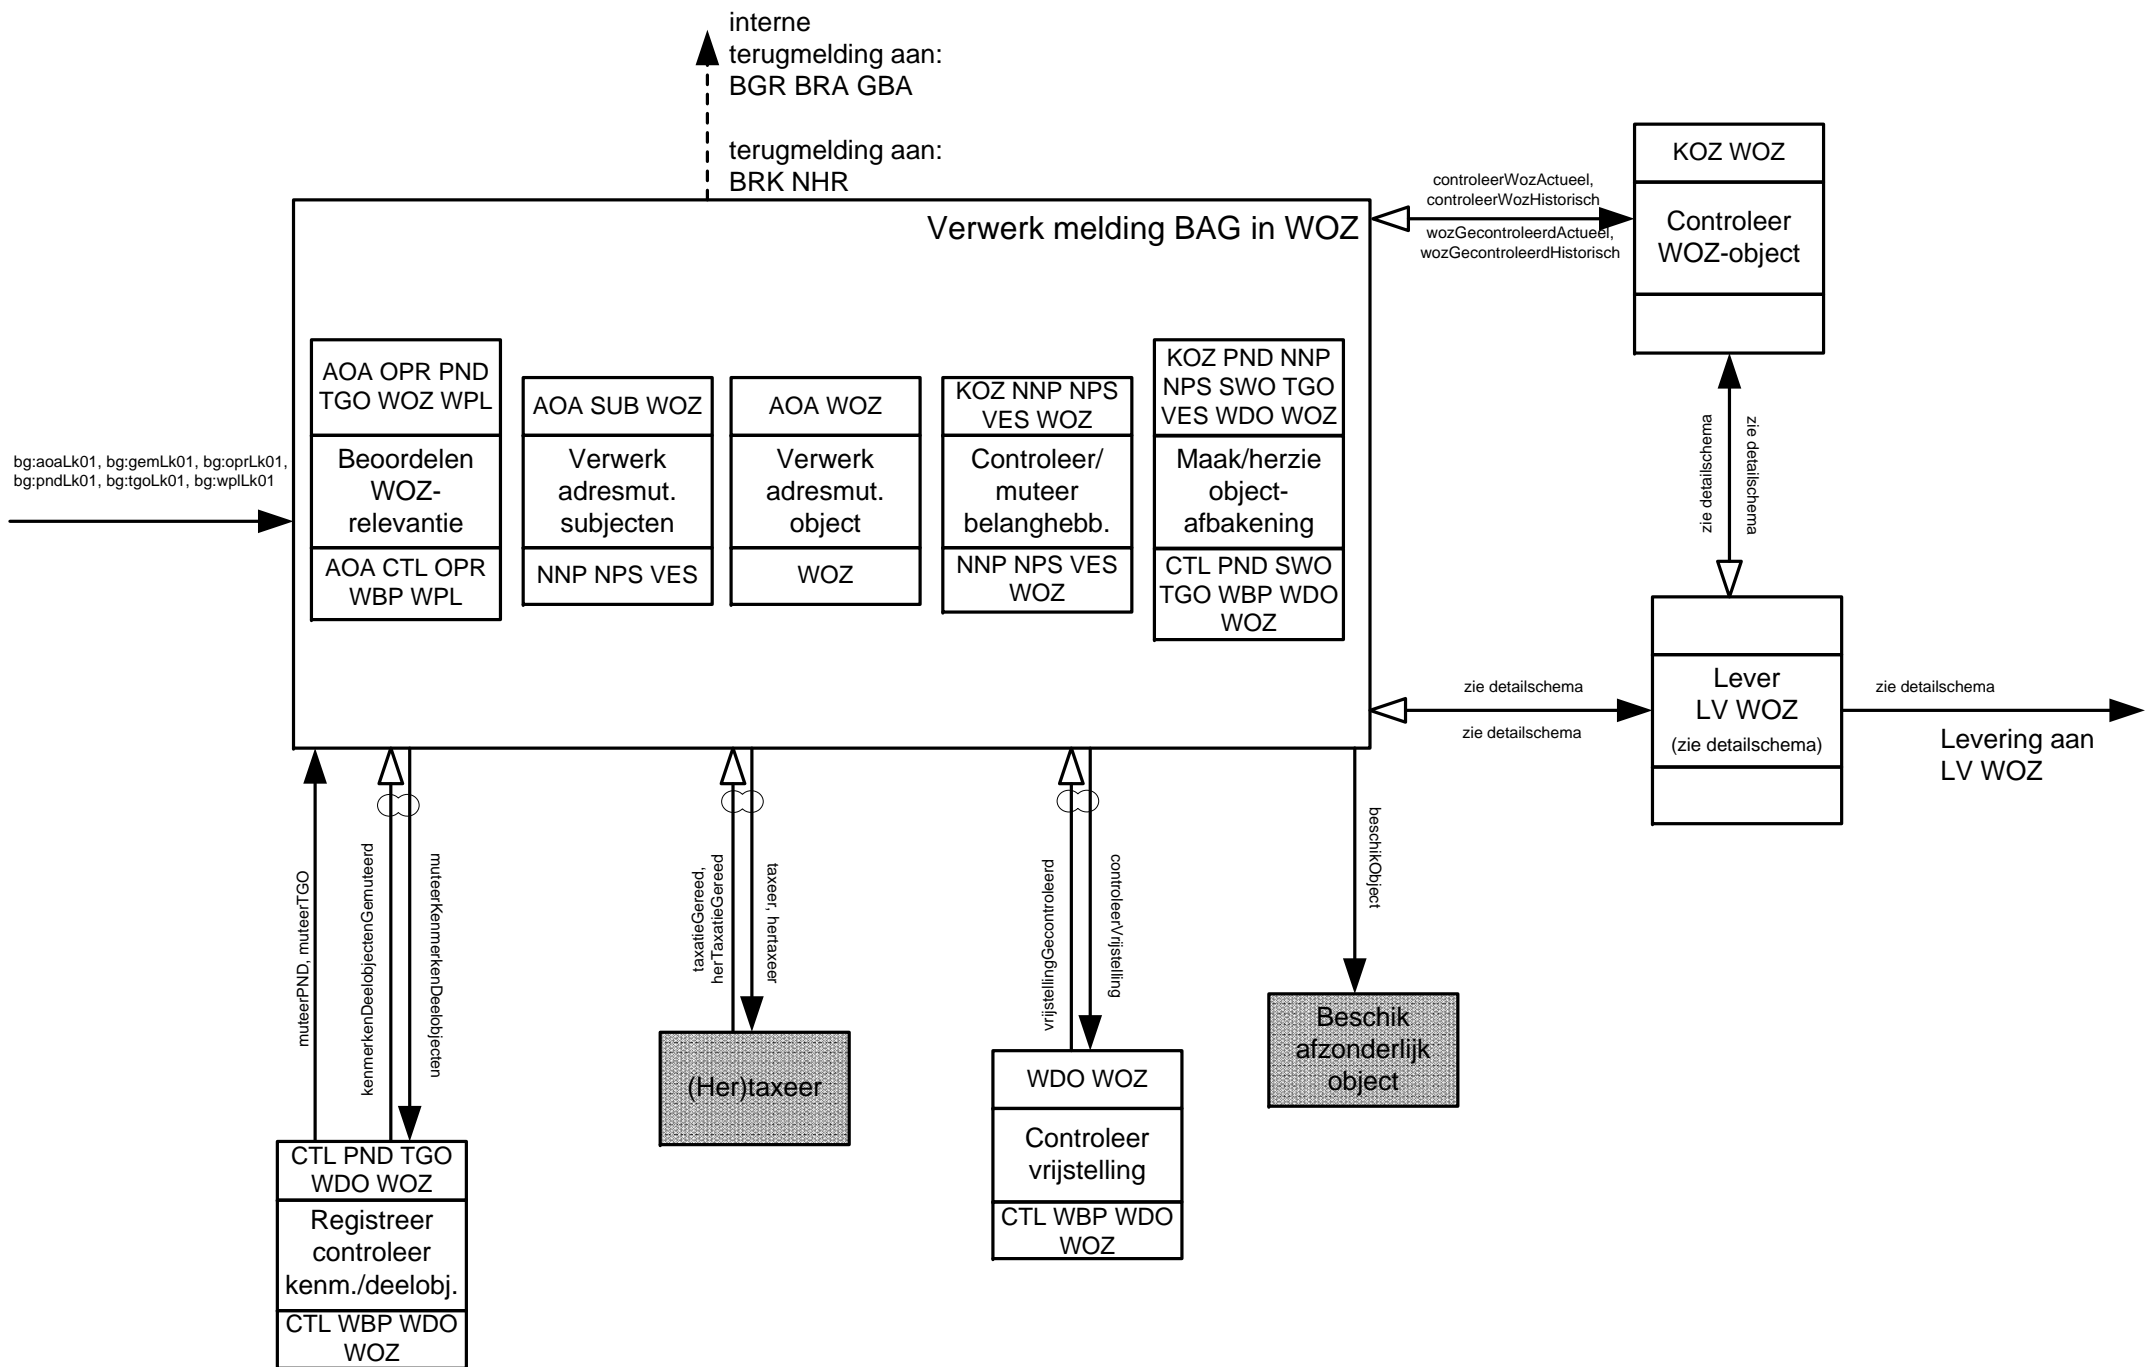 interne
terugmelding aan:
BGR BRA GBA
terugmelding aan:
BRK NHR
Verwerk melding BAG in WOZ
controleerWozActueel,
controleerWozHistorisch
wozGecontroleerdActueel,
wozGecontroleerdHistorisch
KOZ WOZ
Controleer
WOZ-object
bg:aoaLk01, bg:gemLk01, bg:oprLk01,
bg:pndLk01, bg:tgoLk01, bg:wplLk01
AOA OPR PND
TGO WOZ WPL
Beoordelen
WOZ-
relevantie
AOA CTL OPR
WBP WPL
AOA SUB WOZ
Verwerk
adresmut.
subjecten
NNP NPS VES
AOA WOZ
Verwerk
adresmut.
object
WOZ
KOZ NNP NPS
VES WOZ
Controleer/
muteer
belanghebb.
NNP NPS VES
WOZ
KOZ PND NNP
NPS SWO TGO
VES WDO WOZ
Maak/herzie
object-
afbakening
CTL PND SWO
TGO WBP WDO
WOZ
zie detailschema
zie detailschema
zie detailschema
zie detailschema
Lever
LV WOZ
(zie detailschema)
zie detailschema
Levering aan
LV WOZ
muteerPND, muteerTGO
kenmerkenDeelobjectenGemuteerd
muteerKenmerkenDeelobjecten
taxatieGereed,
herTaxatieGereed
taxeer, hertaxeer
vrijstellingGecontroleerd
controleerVrijstelling
beschikObject
CTL PND TGO
WDO WOZ
Registreer
controleer
kenm./deelobj.
CTL WBP WDO
WOZ
(Her)taxeer
WDO WOZ
Controleer
vrijstelling
CTL WBP WDO
WOZ
Beschik
afzonderlijk
object